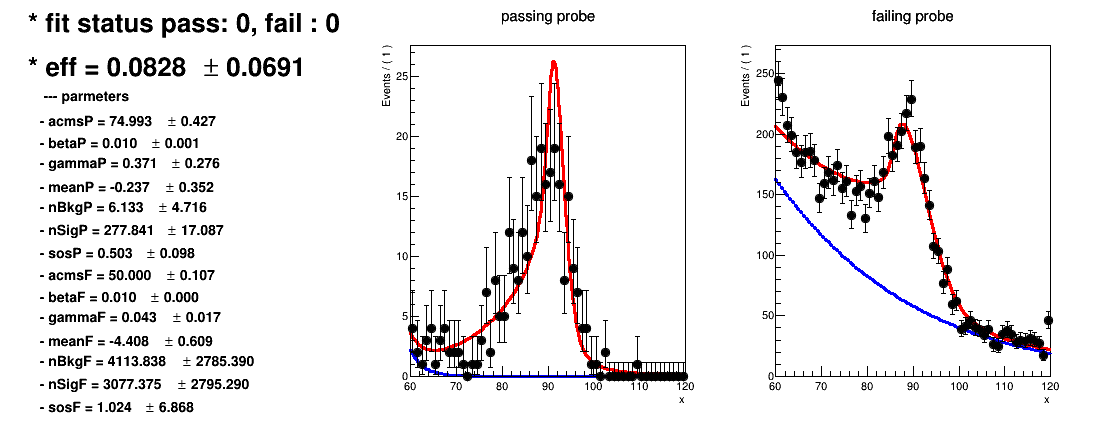 * fit status pass: 0, fail : 0
* eff = 0.0828 ± 0.0691
--- parmeters
- acmsP = 74.993 ± 0.427
- betaP = 0.010 ± 0.001
- gammaP = 0.371 ± 0.276
- meanP = -0.237 ± 0.352
- nBkgP = 6.133 ± 4.716
- nSigP = 277.841 ± 17.087
- sosP = 0.503 ± 0.098
- acmsF = 50.000 ± 0.107
- betaF = 0.010 ± 0.000
- gammaF = 0.043 ± 0.017
- meanF = -4.408 ± 0.609
- nBkgF = 4113.838 ± 2785.390
- nSigF = 3077.375 ± 2795.290
- sosF = 1.024 ± 6.868
passing probe
Events / ( 1 )
25
20
15
10
5
0
60 70 80 90 100 110 120
x
failing probe
Events / ( 1 )
250
200
150
100
50
0
60 70 80 90 100 110 120
x